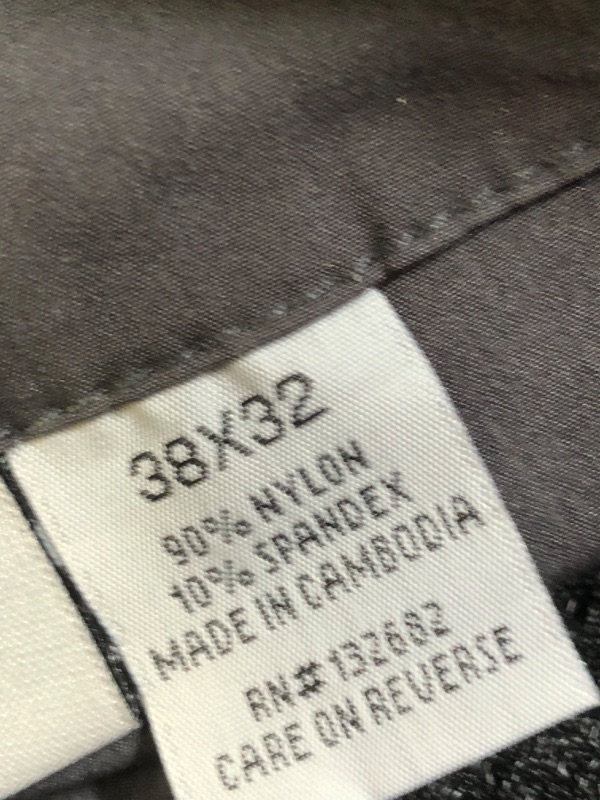 38X32
90% NYLON
10% SPANDEX
MADE IN CAMBODIA
RN#132682
CARE ON REVERSE